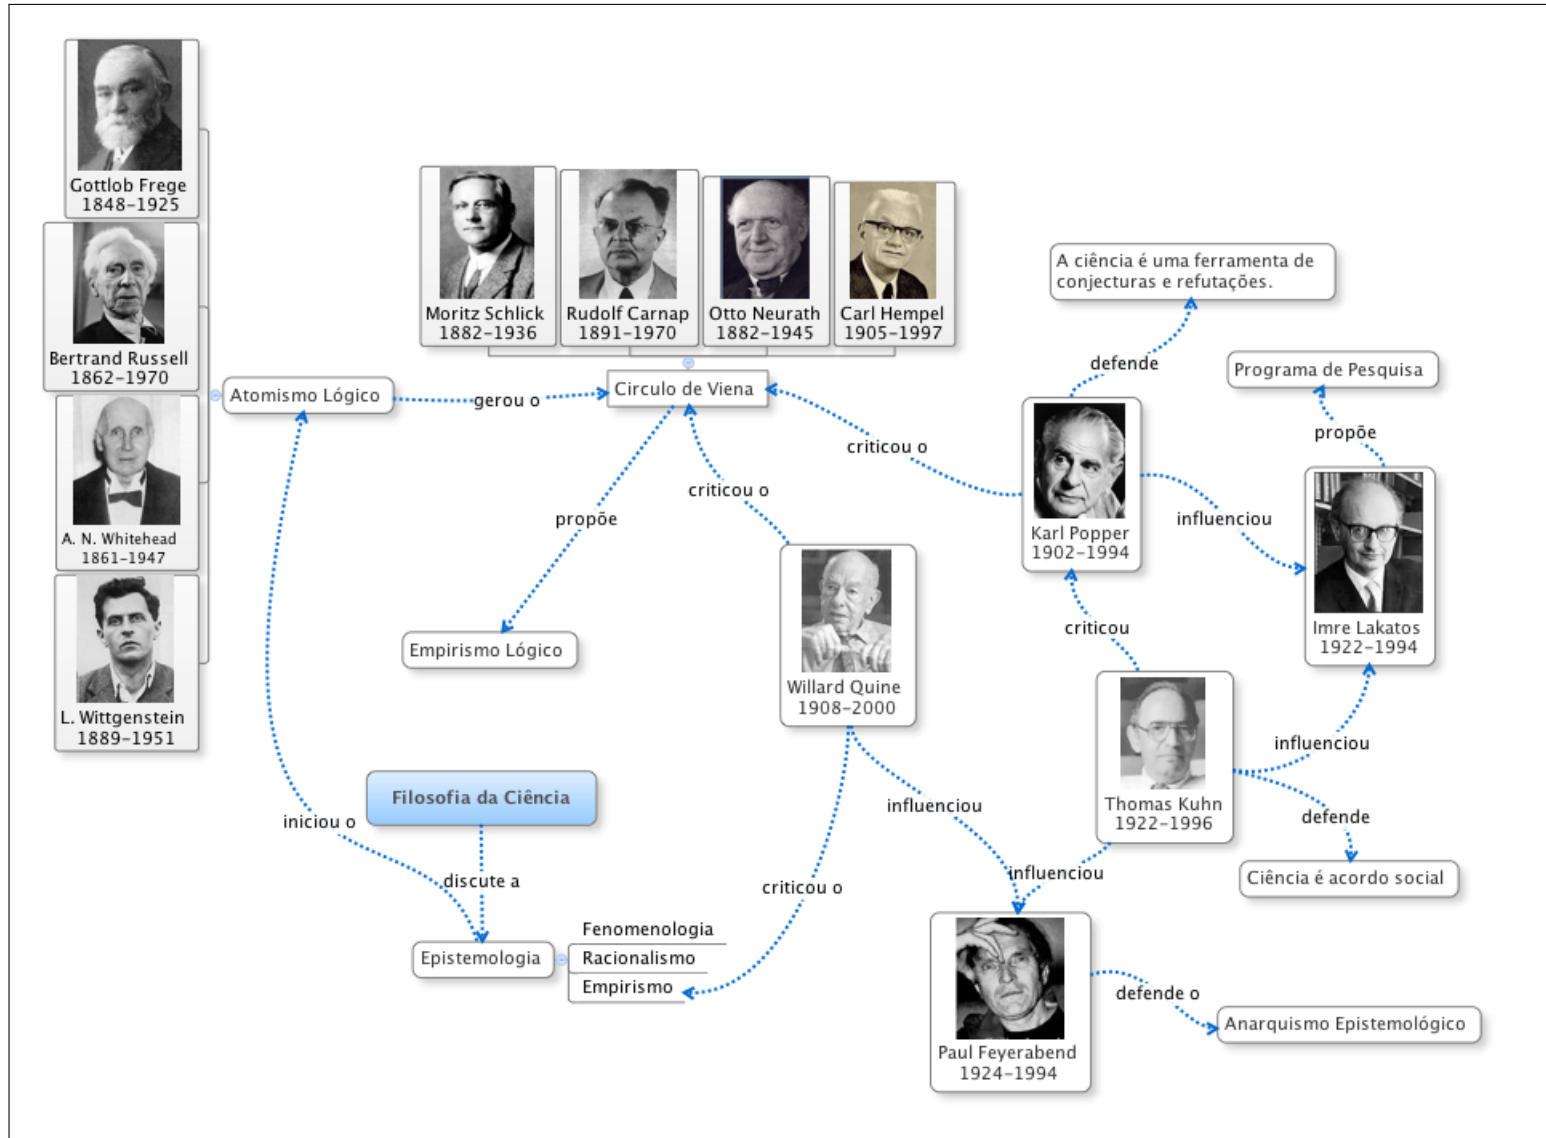 Gottlob Frege
1848-1925
Bertrand Russell
1862-1970
A. N. Whitehead
1861-1947
L. Wittgenstein
1889-1951
Atomismo Lógico
gerou o
Moritz Schlick
1882-1936
Rudolf Carnap
1891-1970
Otto Neurath
1882-1945
Carl Hempel
1905-1997
Circulo de Viena
criticou o
criticou o
propõe
Empirismo Lógico
A ciência é uma ferramenta de
conjecturas e refutações.
defende
Karl Popper
1902-1994
influenciou
Programa de Pesquisa
propõe
Imre Lakatos
1922-1994
criticou
Willard Quine
1908-2000
Thomas Kuhn
1922-1996
influenciou
defende
Ciência é acordo social
influenciou
influenciou
criticou o
Filosofia da Ciência
iniciou o
discute a
Epistemologia
Fenomenologia
Racionalismo
Empirismo
Paul Feyerabend
1924-1994
defende o
Anarquismo Epistemológico